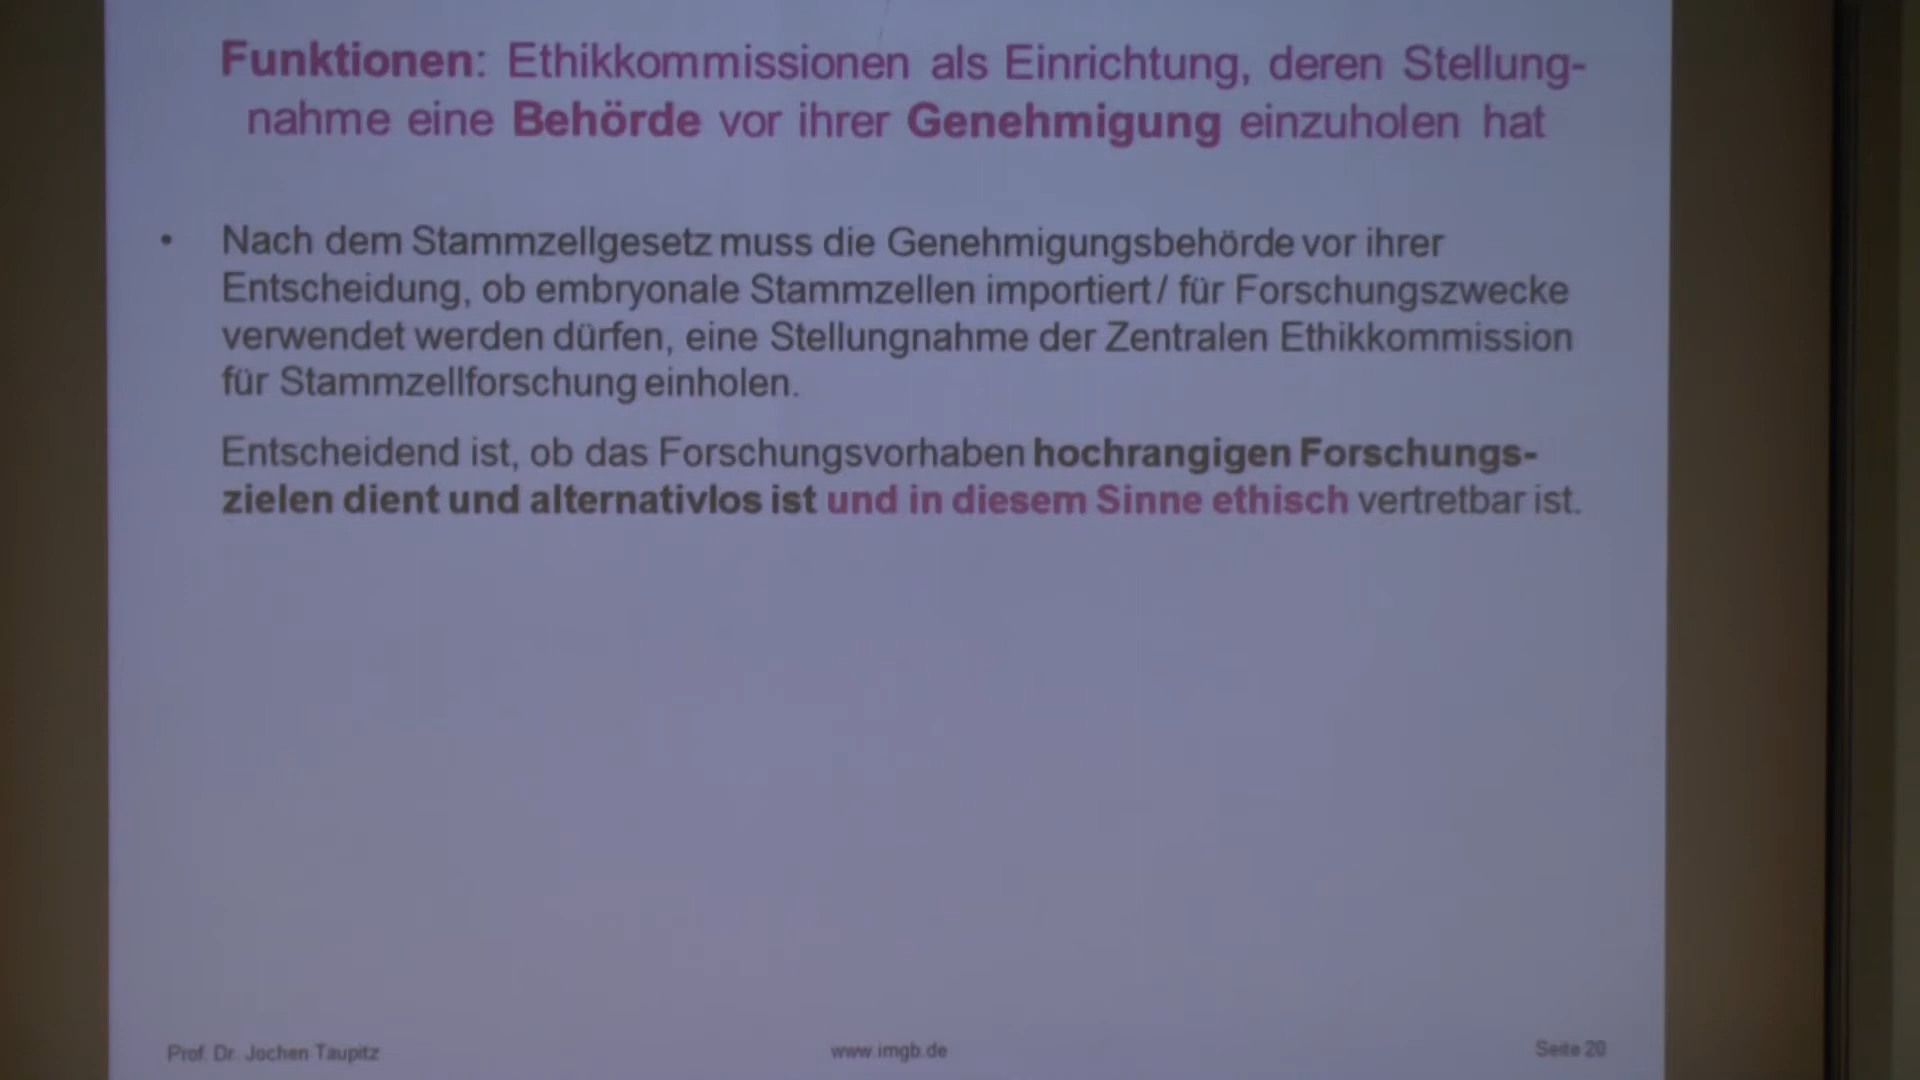 Funktionen: Ethikkommissionen als Einrichtung, deren Stellung-
nahme eine Behörde vor ihrer Genehmigung einzuholen hat
• Nach dem Stammzellgesetz muss die Genehmigungsbehörde vor ihrer
Entscheidung, ob embryonale Stammzellen importiert / für Forschungszwecke
verwendet werden dürfen, eine Stellungnahme der Zentralen Ethikkommission
für Stammzellforschung einholen.
Entscheidend ist, ob das Forschungsvorhaben hochrangigen Forschungs-
zielen dient und alternativlos ist und in diesem Sinne ethisch vertretbar ist.
Prof. Dr. Jochen Taupitz
www.imgb.de
Seite 20